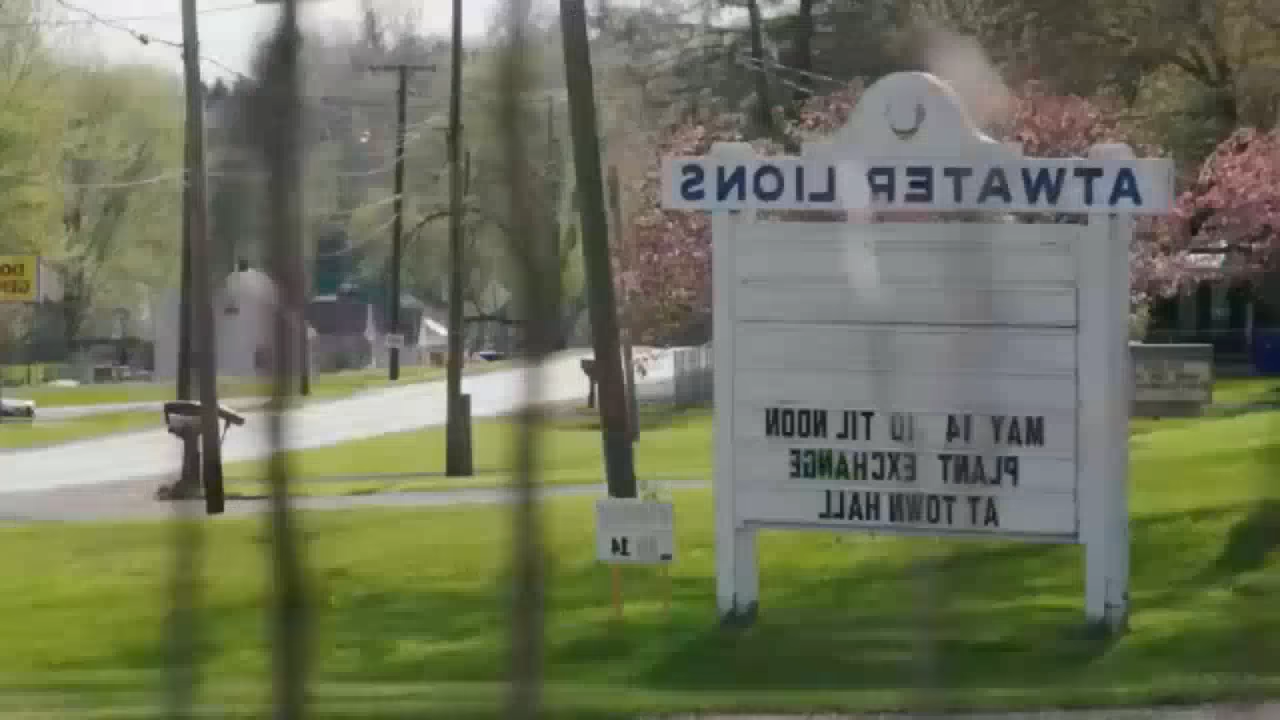 ATWATER LIONS
MAY 14 10 TIL NOON
PLANT EXCHANGE
AT TOWN HALL
14